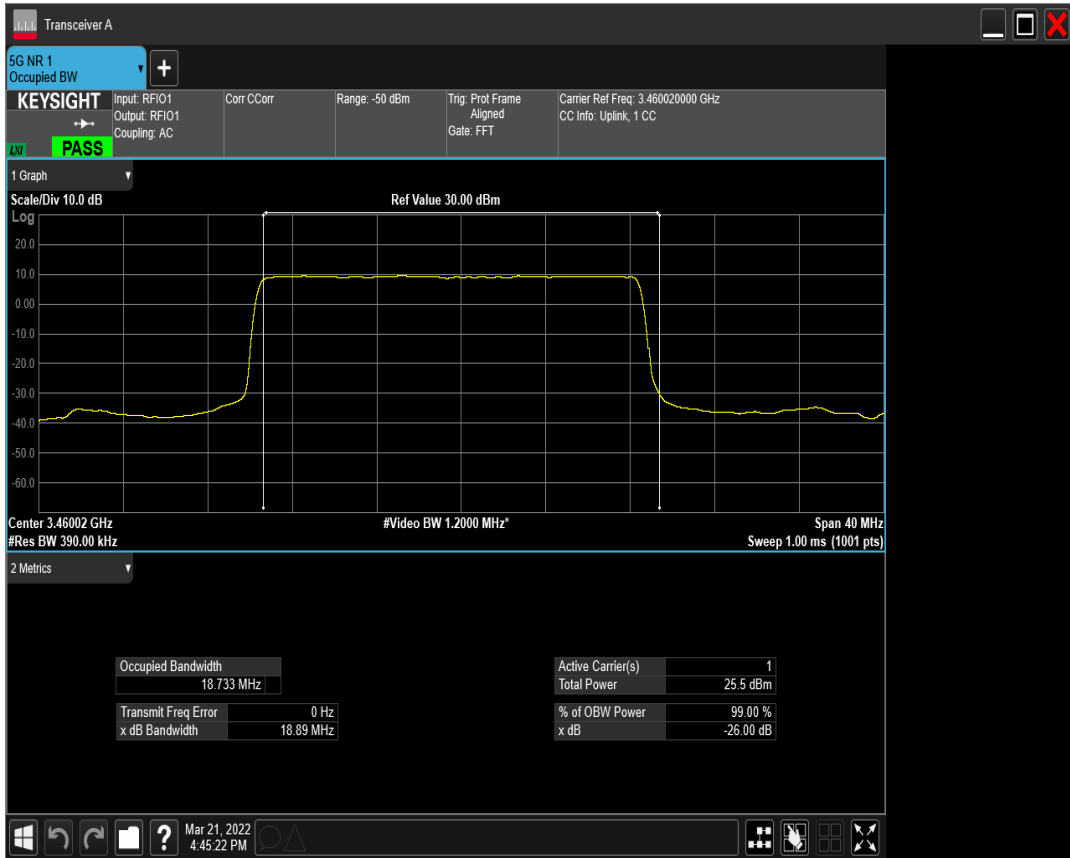 Transceiver A
5G NR 1
Occupied BW
+
KEYSIGHT
LXI
PASS
Input: RFIO1
Output: RFIO1
Coupling: AC
Corr CCorr
Range: -50 dBm
Trig: Prot Frame
Aligned
Gate: FFT
Carrier Ref Freq: 3.460020000 GHz
CC Info: Uplink, 1 CC
1 Graph
Scale/Div 10.0 dB
Ref Value 30.00 dBm
Log
20.0
10.0
0.00
-10.0
-20.0
-30.0
-40.0
-50.0
-60.0
Center 3.46002 GHz
#Video BW 1.2000 MHz*
Span 40 MHz
#Res BW 390.00 kHz
Sweep 1.00 ms (1001 pts)
2 Metrics
Occupied Bandwidth
18.733 MHz
Transmit Freq Error 0 Hz
x dB Bandwidth 18.89 MHz
Active Carrier(s) 1
Total Power 25.5 dBm
% of OBW Power 99.00 %
x dB -26.00 dB
?
Mar 21, 2022
4:45:22 PM